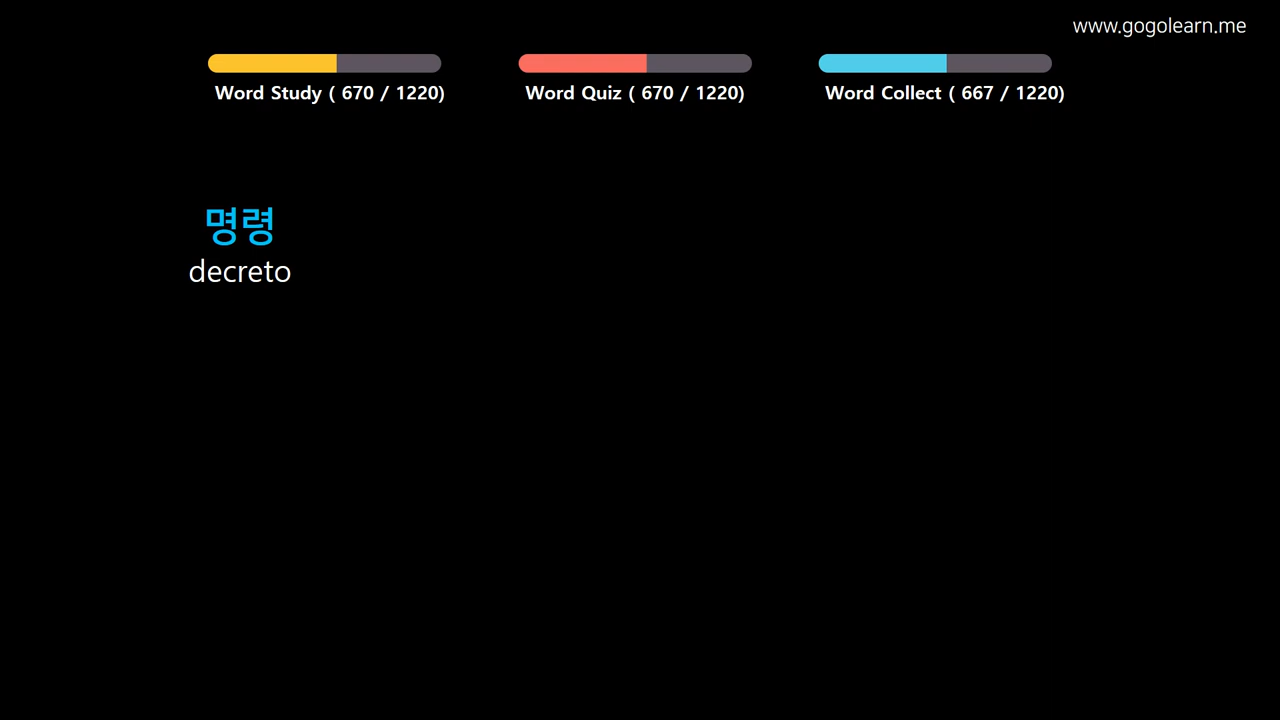 www.gogolearn.me
Word Study ( 670 / 1220)
Word Quiz ( 670 / 1220)
Word Collect ( 667 / 1220)
명령
decreto